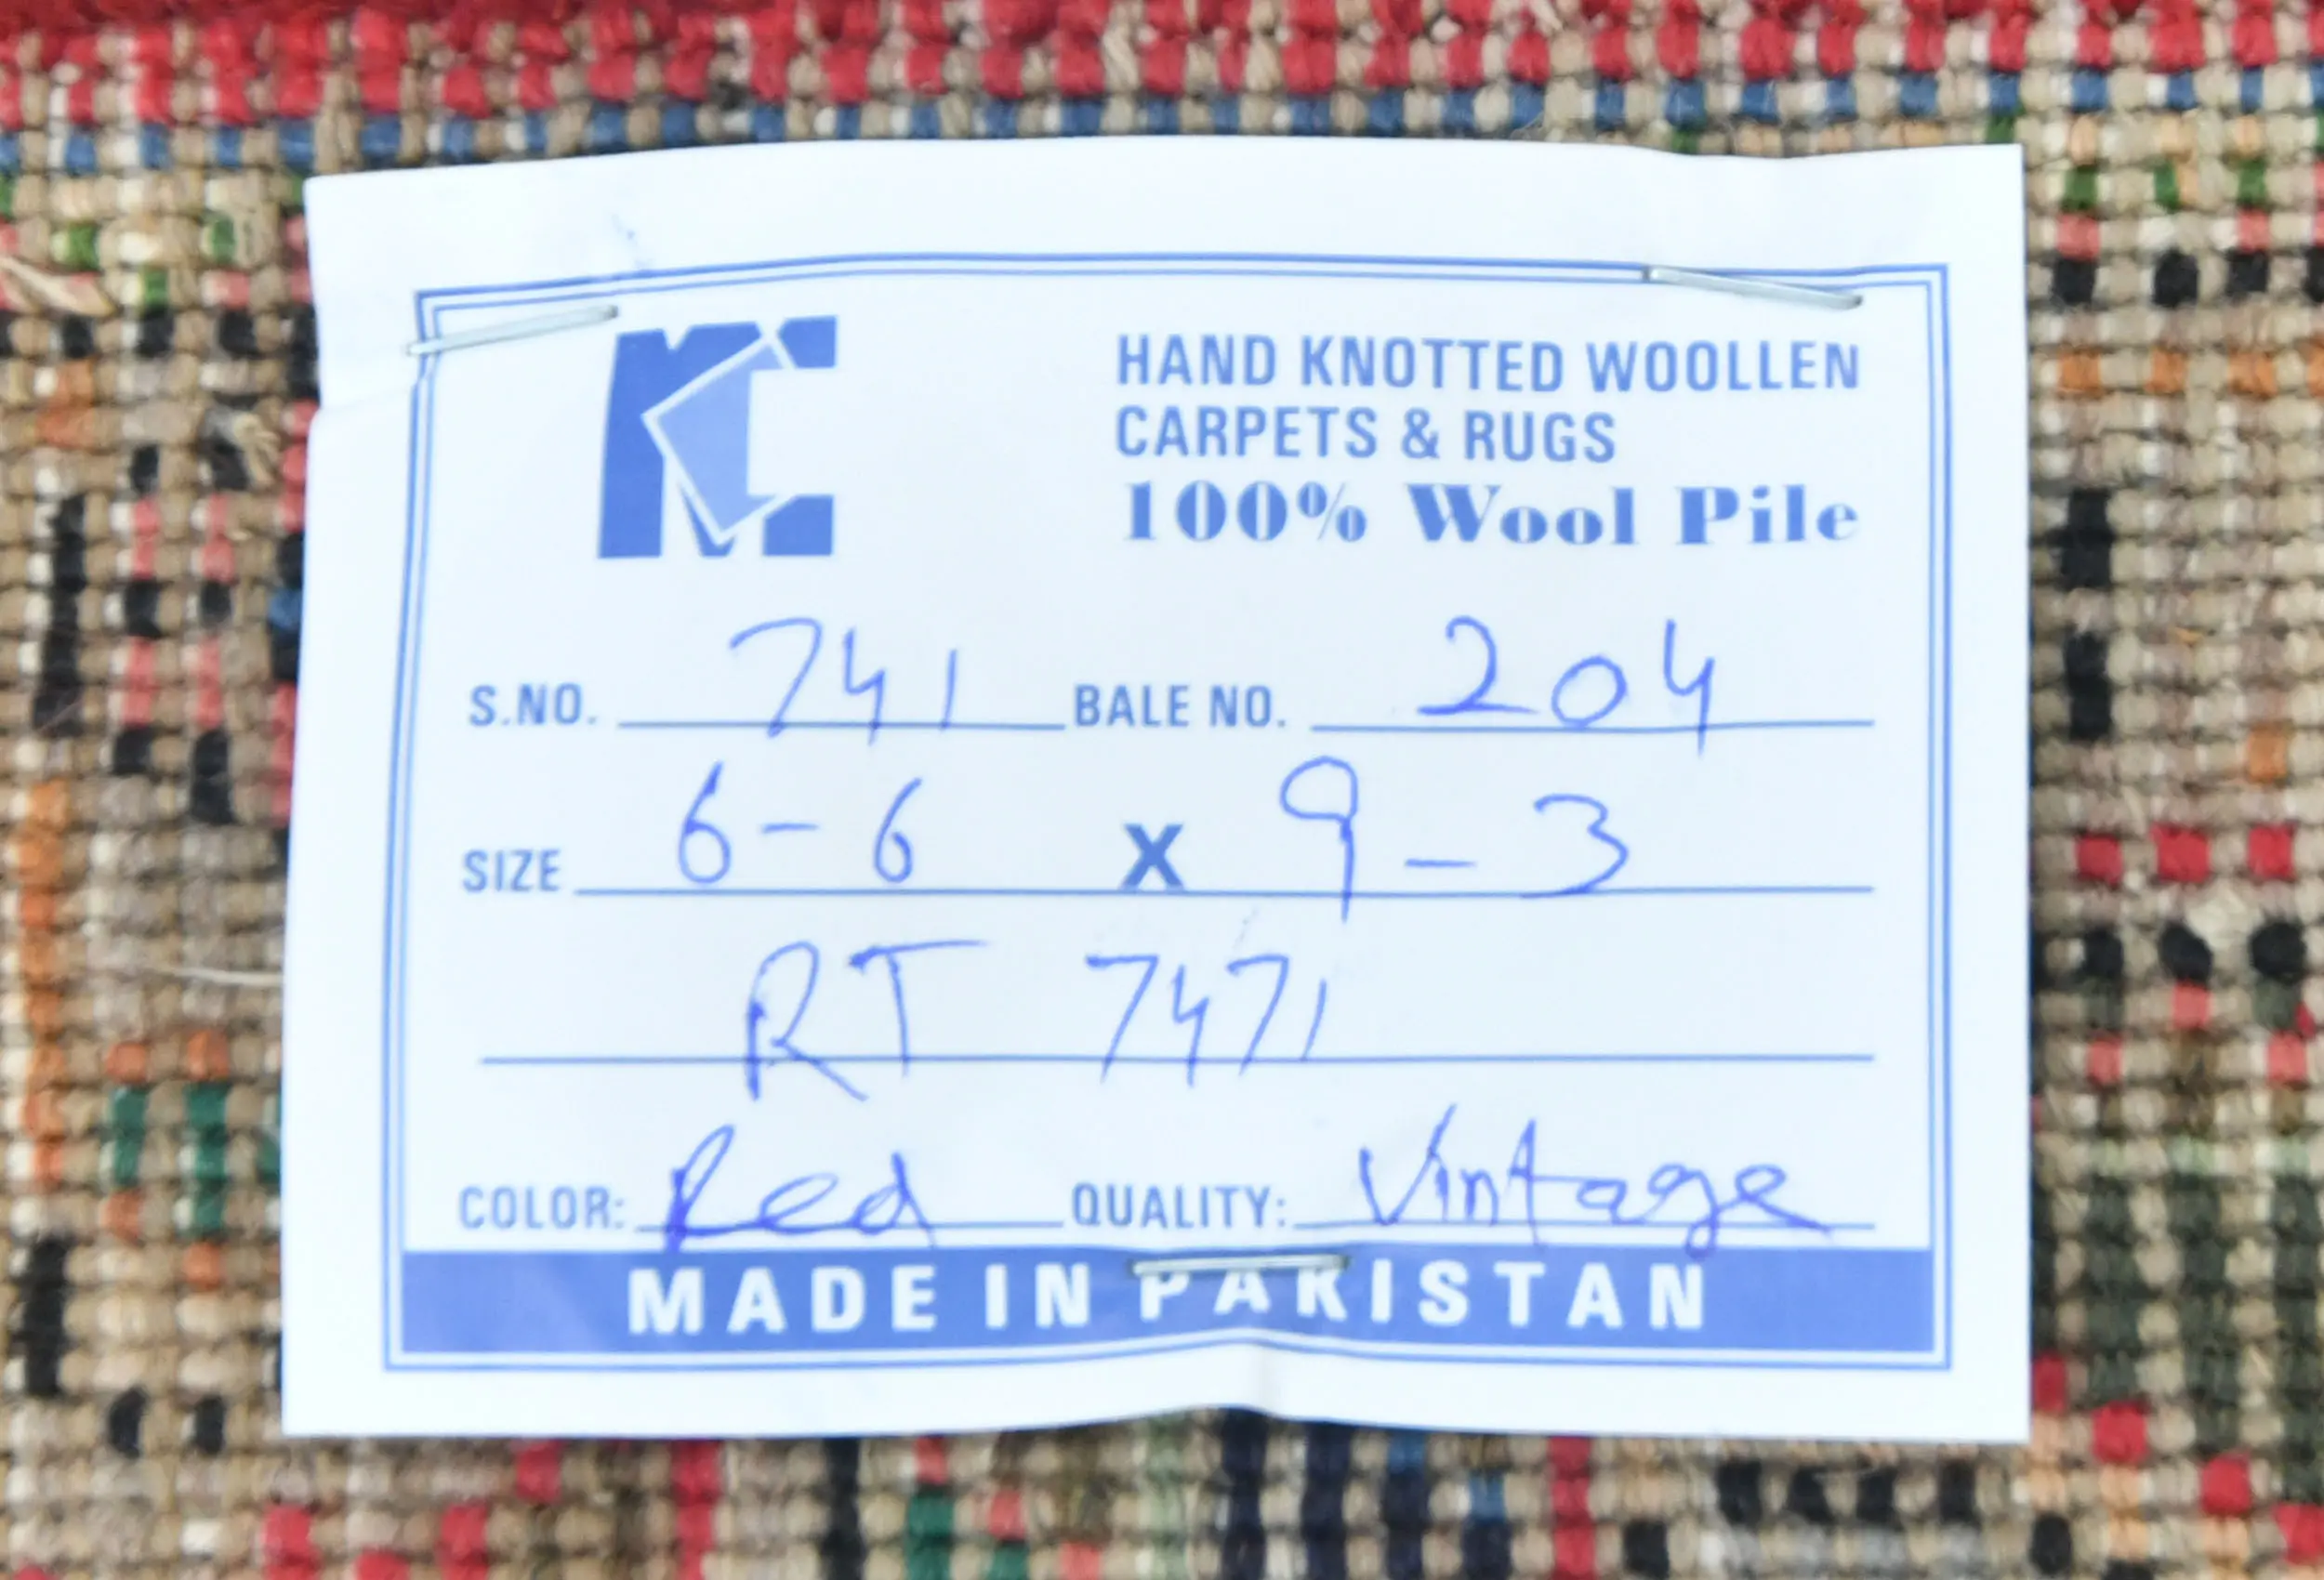 MC
HAND KNOTTED WOOLLEN
CARPETS & RUGS
100% Wool Pile
S.NO. 741 BALE NO. 204
SIZE 6-6 X 9-3
RT 7471
COLOR: Red QUALITY: Vintage
MADE IN PAKISTAN